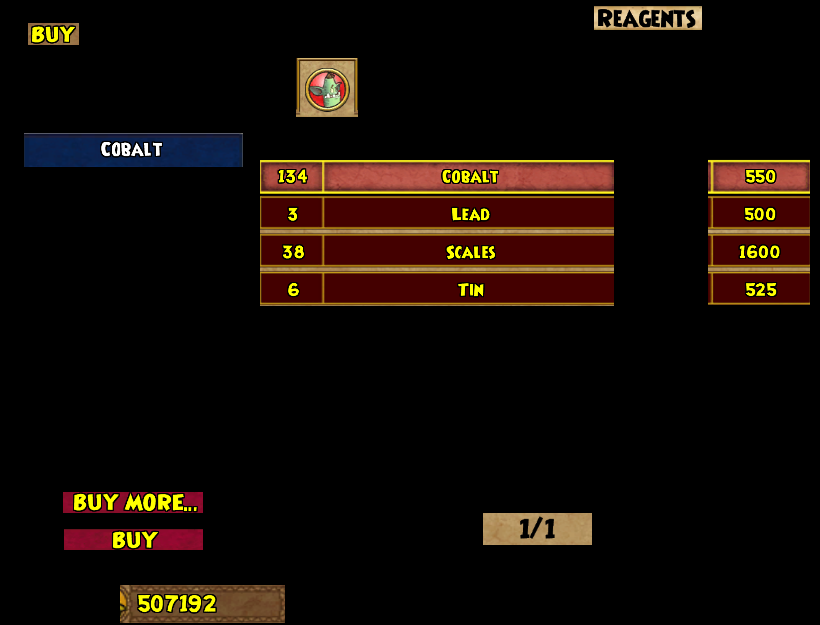 REAGENTS
BUY
COBALT
134 COBALT 550
3 LEAD 500
38 SCALES 1600
6 TIN 525
BUY MORE...
BUY
1/1
507192